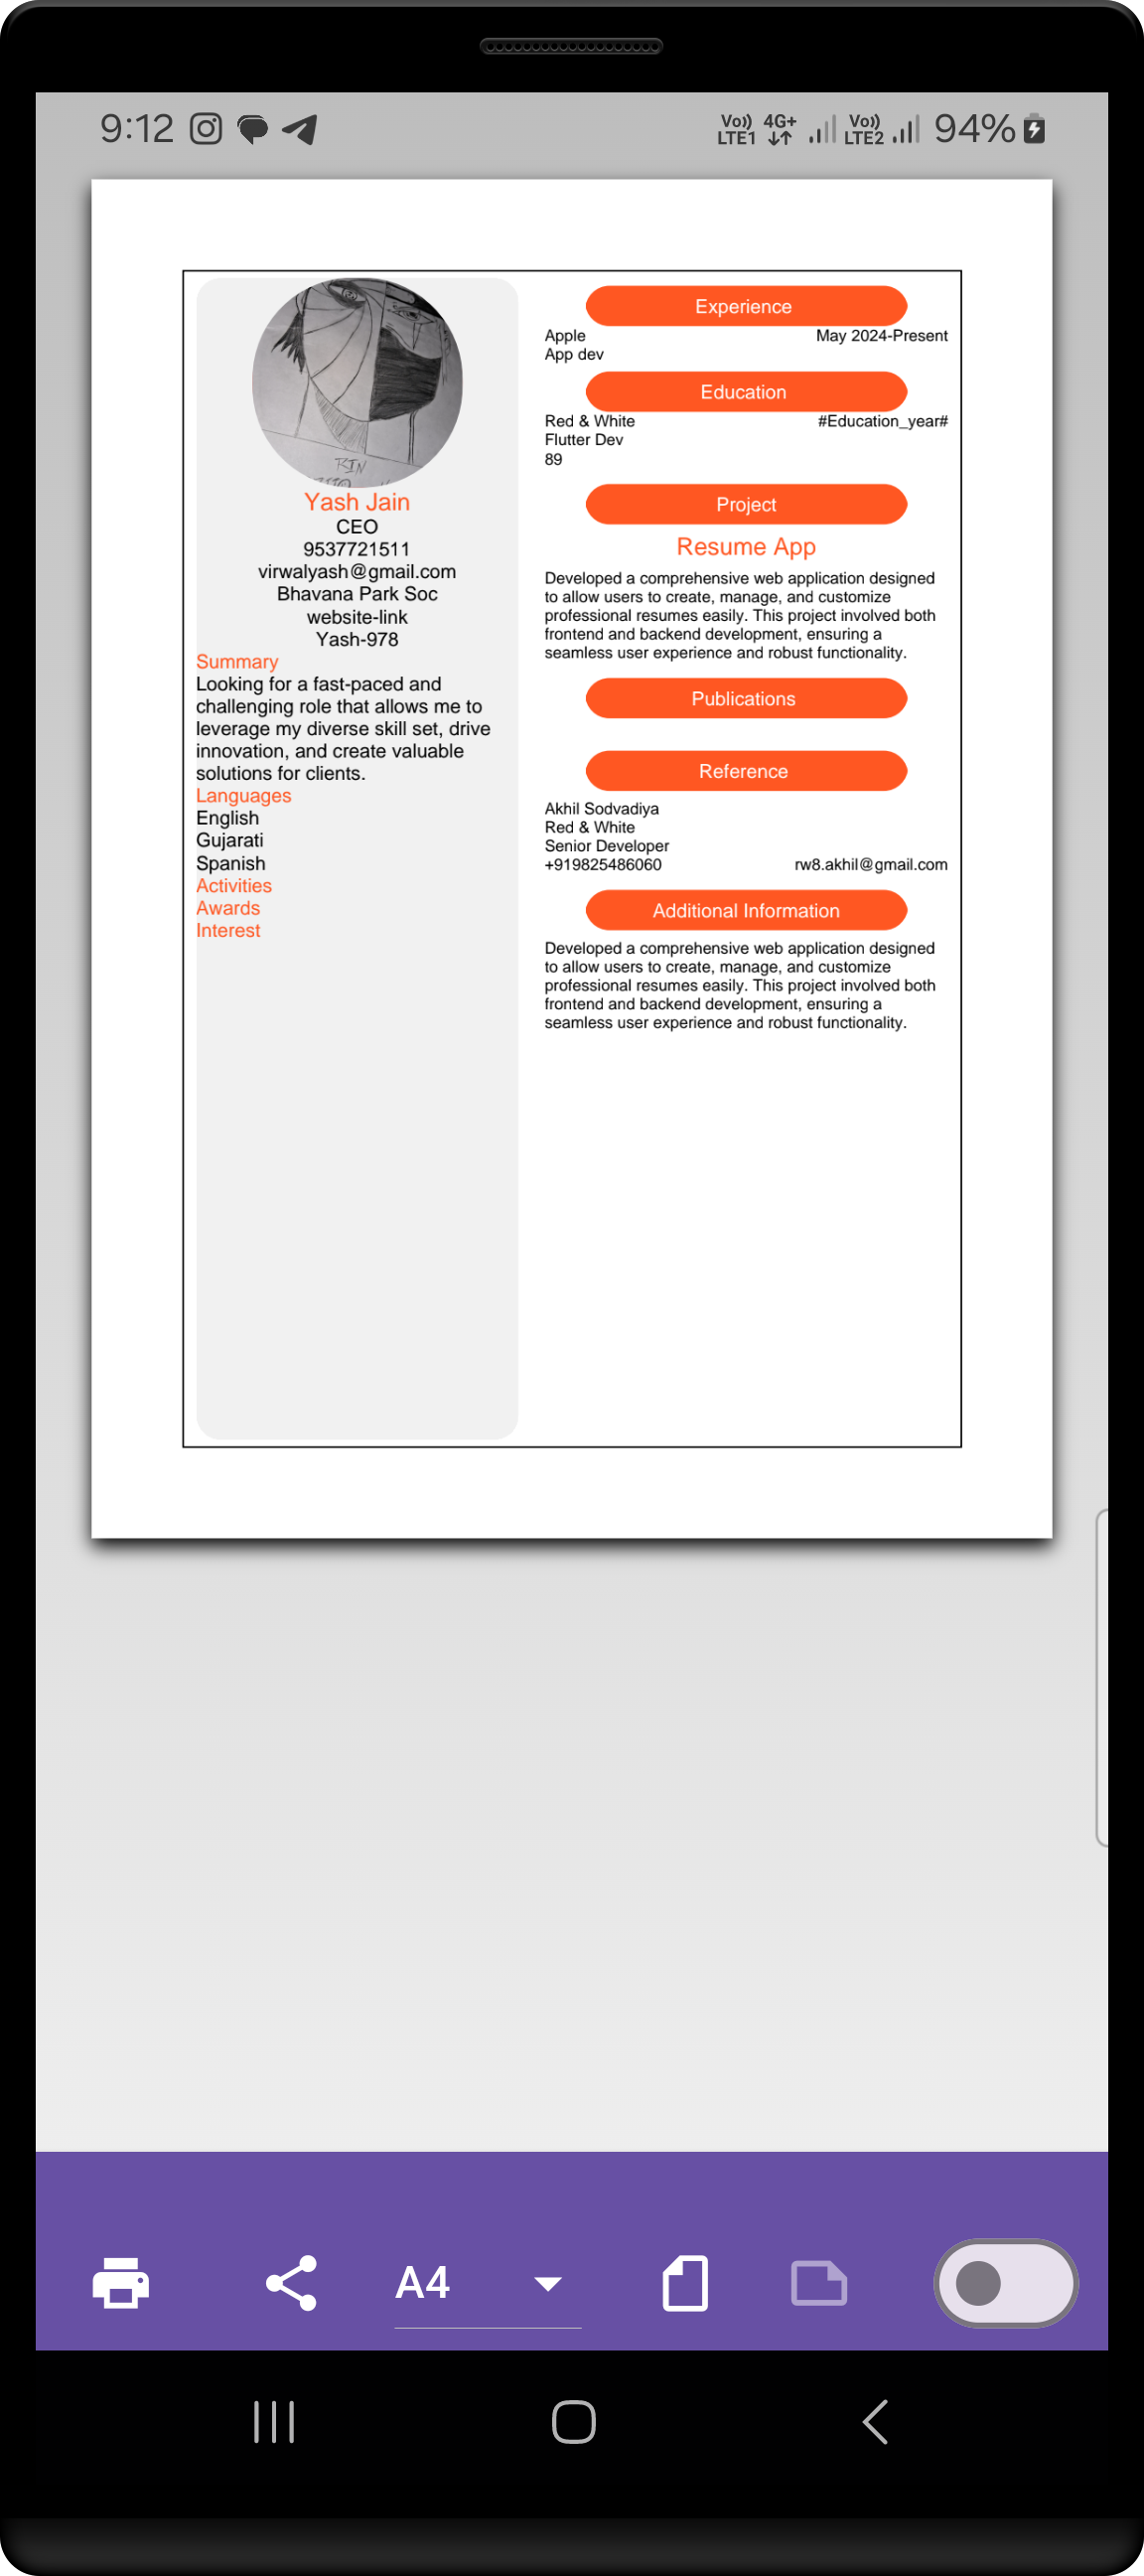 9:12
Vo)) LTE1 4G+ Vo)) LTE2 94%
RIN
Yash Jain
CEO
9537721511
virwalyash@gmail.com
Bhavana Park Soc
website-link
Yash-978
Summary
Looking for a fast-paced and
challenging role that allows me to
leverage my diverse skill set, drive
innovation, and create valuable
solutions for clients.
Languages
English
Gujarati
Spanish
Activities
Awards
Interest
Experience
Apple May 2024-Present
App dev
Education
Red & White #Education_year#
Flutter Dev
89
Project
Resume App
Developed a comprehensive web application designed
to allow users to create, manage, and customize
professional resumes easily. This project involved both
frontend and backend development, ensuring a
seamless user experience and robust functionality.
Publications
Reference
Akhil Sodvadiya
Red & White
Senior Developer
+919825486060 rw8.akhil@gmail.com
Additional Information
Developed a comprehensive web application designed
to allow users to create, manage, and customize
professional resumes easily. This project involved both
frontend and backend development, ensuring a
seamless user experience and robust functionality.
A4